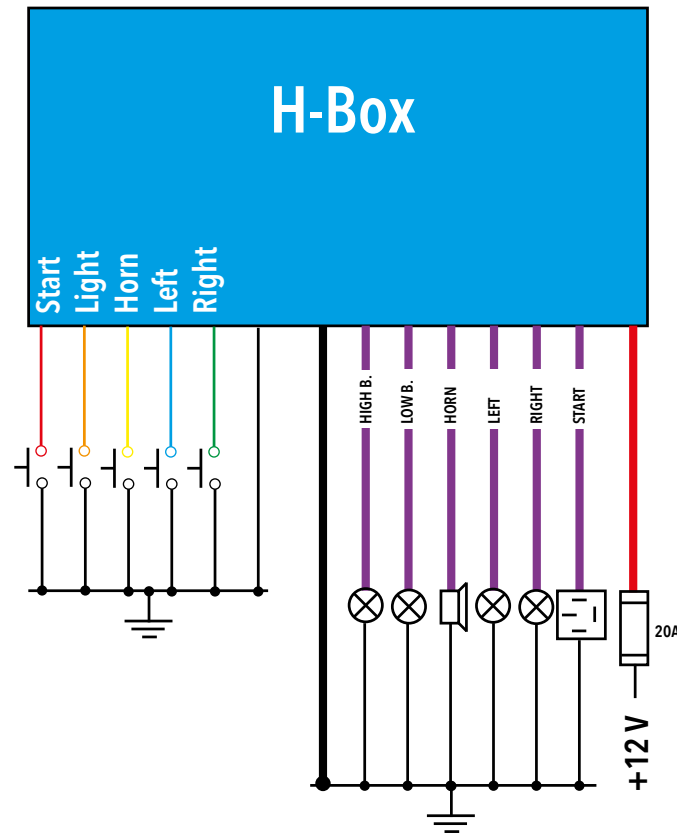 H-Box
Start
Light
Horn
Left
Right
HIGH B.
LOW B.
HORN
LEFT
RIGHT
START
20A
+12 V